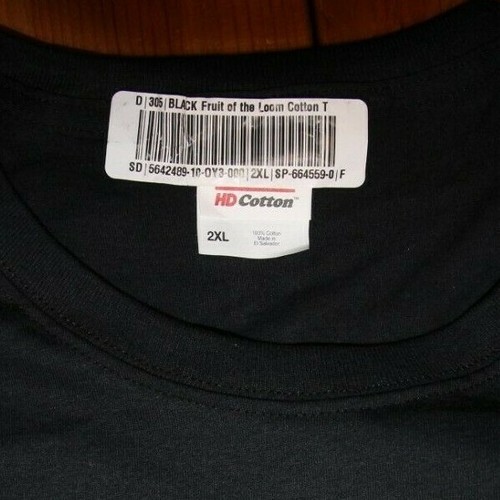 D | 305 | BLACK Fruit of the Loom Cotton T
SD | 5642489-10-OY3-000 | 2XL | SP-664559-0 | F
HD Cotton™
2XL
100% Cotton
Made in
El Salvador